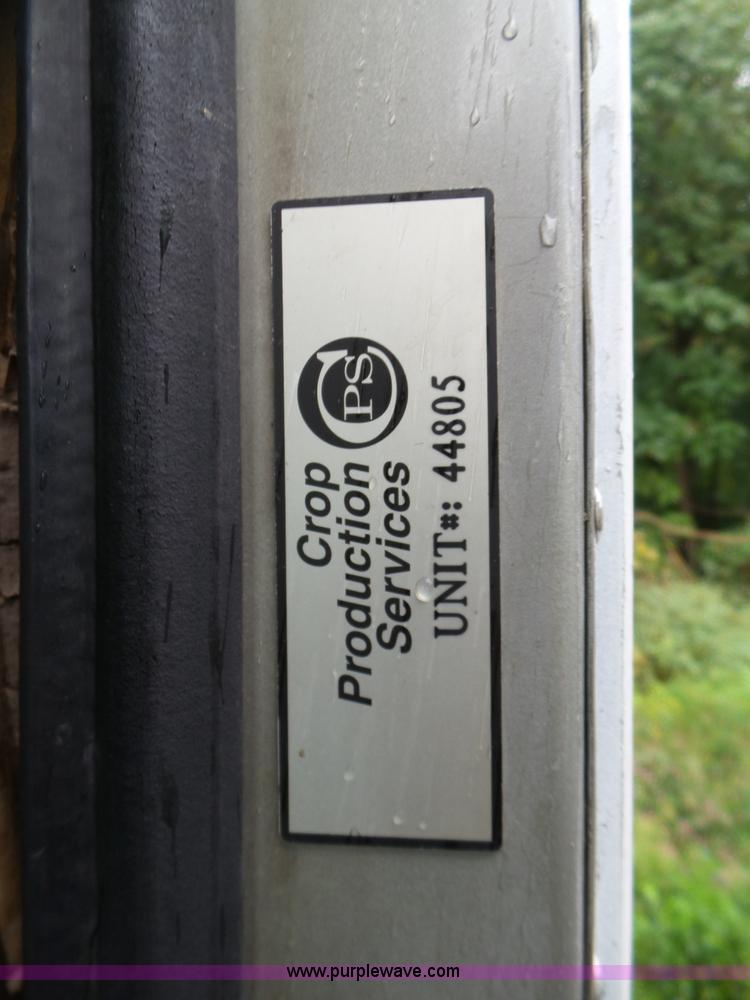 Crop
Production
Services
CPS
UNIT#: 44805
www.purplewave.com